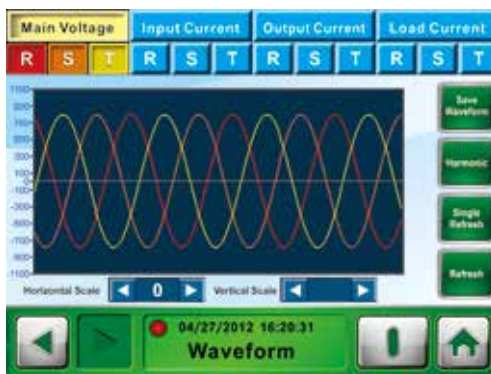 Main Voltage Input Current Output Current Load Current
R S T R S T R S T R S T
Save Waveform
Harmonic
Single Refresh
Refresh
Horizontal Scale 0 Vertical Scale
04/27/2012 16:20:31
Waveform